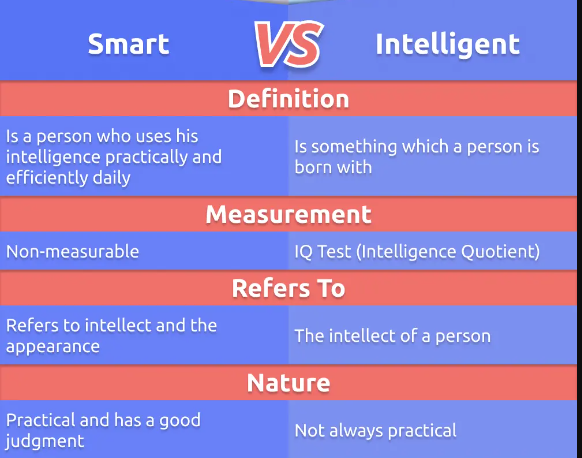 Smart VS Intelligent
Definition
Is a person who uses his
intelligence practically and
efficiently daily
Is something which a person is
born with
Measurement
Non-measurable
IQ Test (Intelligence Quotient)
Refers To
Refers to intellect and the
appearance
The intellect of a person
Nature
Practical and has a good
judgment
Not always practical